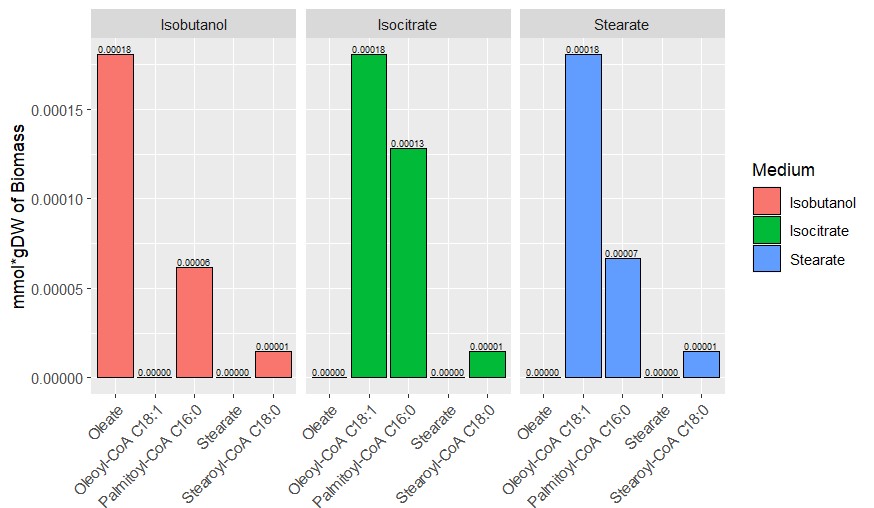 Isobutanol
Isocitrate
Stearate
mmol*gDW of Biomass
0.00015
0.00010
0.00005
0.00000
0.00018
0.00000
0.00006
0.00000
0.00001
0.00000
0.00018
0.00013
0.00000
0.00001
0.00000
0.00018
0.00007
0.00000
0.00001
Oleate
Oleoyl-CoA C18:1
Palmitoyl-CoA C16:0
Stearate
Stearoyl-CoA C18:0
Oleate
Oleoyl-CoA C18:1
Palmitoyl-CoA C16:0
Stearate
Stearoyl-CoA C18:0
Oleate
Oleoyl-CoA C18:1
Palmitoyl-CoA C16:0
Stearate
Stearoyl-CoA C18:0
Medium
Isobutanol
Isocitrate
Stearate